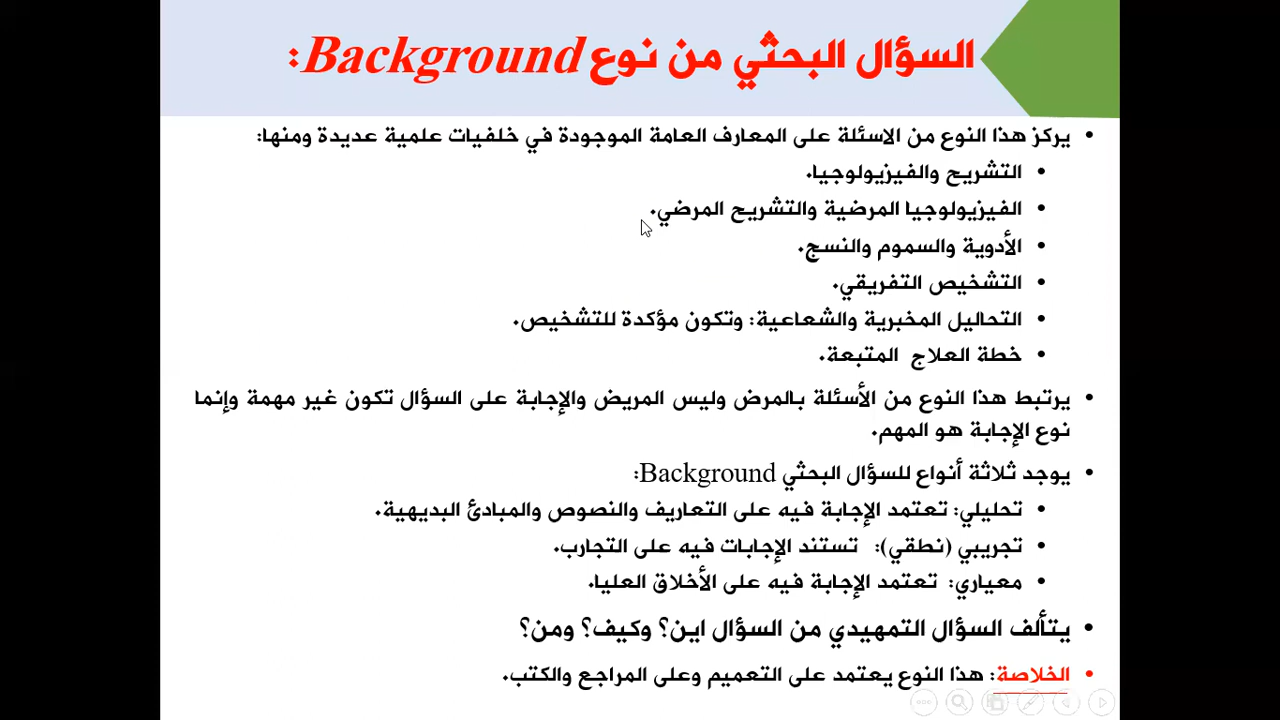 السؤال البحثي من نوع Background:
• يركز هذا النوع من الاسئلة على المعارف العامة الموجودة في خلفيات علمية عديدة ومنها:
• التشريح والفيزيولوجيا.
• الفيزيولوجيا المرضية والتشريح المرضي.
• الأدوية والسموم والنسج.
• التشخيص التفريقي.
• التحاليل المخبرية والشعاعية: وتكون مؤكدة للتشخيص.
• خطة العلاج المتبعة.
• يرتبط هذا النوع من الأسئلة بالمرض وليس المريض والإجابة على السؤال تكون غير مهمة وإنما
نوع الإجابة هو المهم.
• يوجد ثلاثة أنواع للسؤال البحثي Background:
• تحليلي: تعتمد الإجابة فيه على التعاريف والنصوص والمبادئ البديهية.
• تجريبي (نطقي): تستند الإجابات فيه على التجارب.
• معياري: تعتمد الإجابة فيه على الأخلاق العليا.
• يتألف السؤال التمهيدي من السؤال اين؟ وكيف؟ ومن؟
• الخلاصة: هذا النوع يعتمد على التعميم وعلى المراجع والكتب.